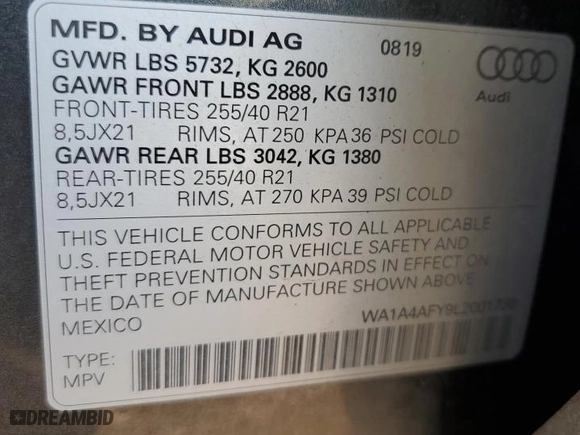 MFD. BY AUDI AG 0819
GVWR LBS 5732, KG 2600
GAWR FRONT LBS 2888, KG 1310
Audi
FRONT-TIRES 255/40 R21
8,5JX21 RIMS, AT 250 KPA 36 PSI COLD
GAWR REAR LBS 3042, KG 1380
REAR-TIRES 255/40 R21
8,5JX21 RIMS, AT 270 KPA 39 PSI COLD
THIS VEHICLE CONFORMS TO ALL APPLICABLE
U.S. FEDERAL MOTOR VEHICLE SAFETY AND
THEFT PREVENTION STANDARDS IN EFFECT ON
THE DATE OF MANUFACTURE SHOWN ABOVE
MEXICO
TYPE:
MPV
DREAMBID